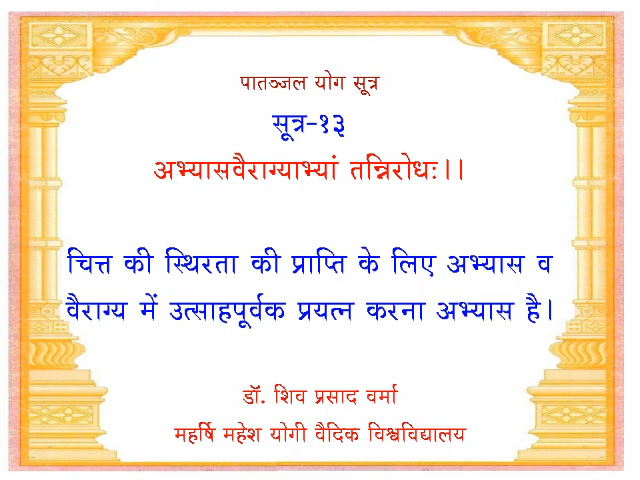 पातञ्जल योग सूत्र
सूत्र-१३
अभ्यासवैराग्याभ्यां तन्निरोधः।।
चित्त की स्थिरता की प्राप्ति के लिए अभ्यास व
वैराग्य में उत्साहपूर्वक प्रयत्न करना अभ्यास है।
डॉ. शिव प्रसाद वर्मा
महर्षि महेश योगी वैदिक विश्वविद्यालय